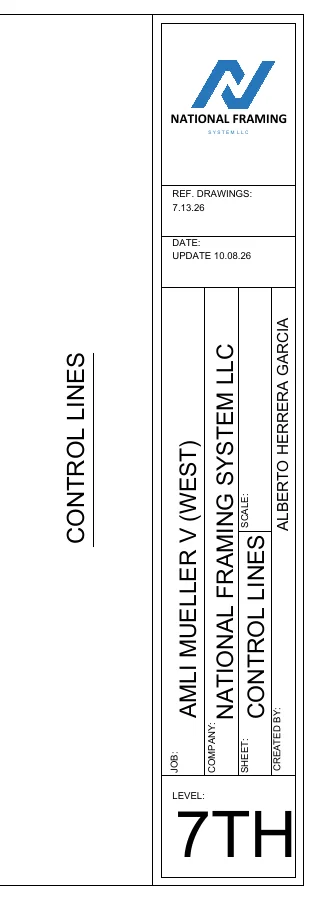 CONTROL LINES
NATIONAL FRAMING
SYSTEM LLC
REF. DRAWINGS:
7.13.26
DATE:
UPDATE 10.08.26
JOB:
AMLI MUELLER V (WEST)
COMPANY:
NATIONAL FRAMING SYSTEM LLC
SHEET:
CONTROL LINES
SCALE:
CREATED BY:
ALBERTO HERRERA GARCIA
LEVEL:
7TH